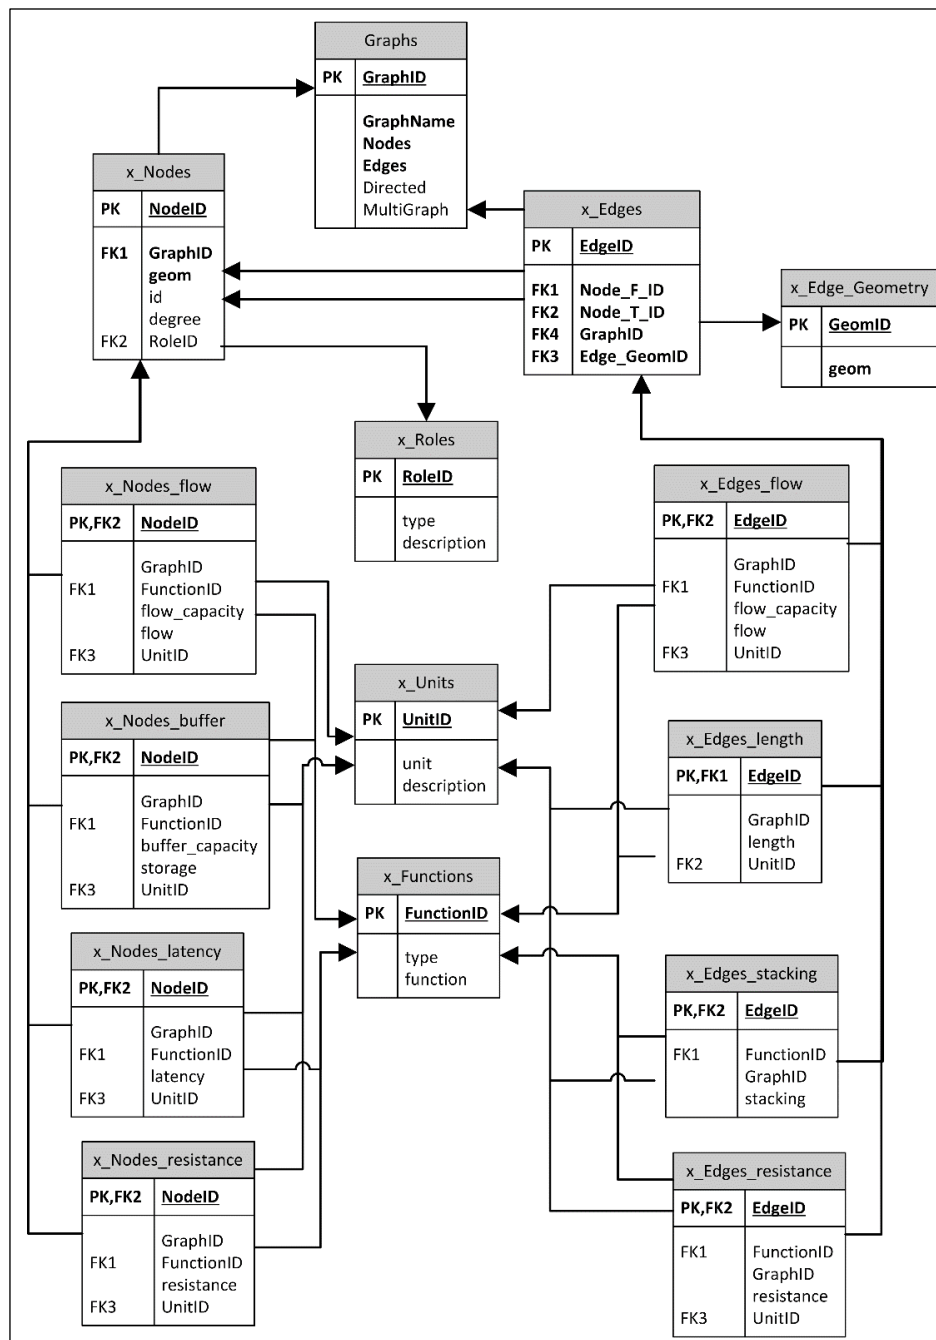 Graphs
PK GraphID
GraphName
Nodes
Edges
Directed
MultiGraph
x_Nodes
PK NodeID
FK1 GraphID
geom
id
degree
FK2 RoleID
x_Edges
PK EdgeID
FK1 Node_F_ID
FK2 Node_T_ID
FK4 GraphID
FK3 Edge_GeomID
x_Edge_Geometry
PK GeomID
geom
x_Roles
PK RoleID
type
description
x_Nodes_flow
PK,FK2 NodeID
GraphID
FK1 FunctionID
flow_capacity
flow
FK3 UnitID
x_Edges_flow
PK,FK2 EdgeID
GraphID
FK1 FunctionID
flow_capacity
flow
FK3 UnitID
x_Units
PK UnitID
unit
description
x_Nodes_buffer
PK,FK2 NodeID
GraphID
FK1 FunctionID
buffer_capacity
storage
FK3 UnitID
x_Edges_length
PK,FK1 EdgeID
GraphID
length
FK2 UnitID
x_Functions
PK FunctionID
type
function
x_Nodes_latency
PK,FK2 NodeID
GraphID
FK1 FunctionID
latency
FK3 UnitID
x_Edges_stacking
PK,FK2 EdgeID
FK1 FunctionID
GraphID
stacking
x_Nodes_resistance
PK,FK2 NodeID
GraphID
FK1 FunctionID
resistance
FK3 UnitID
x_Edges_resistance
PK,FK2 EdgeID
FK1 FunctionID
GraphID
resistance
FK3 UnitID